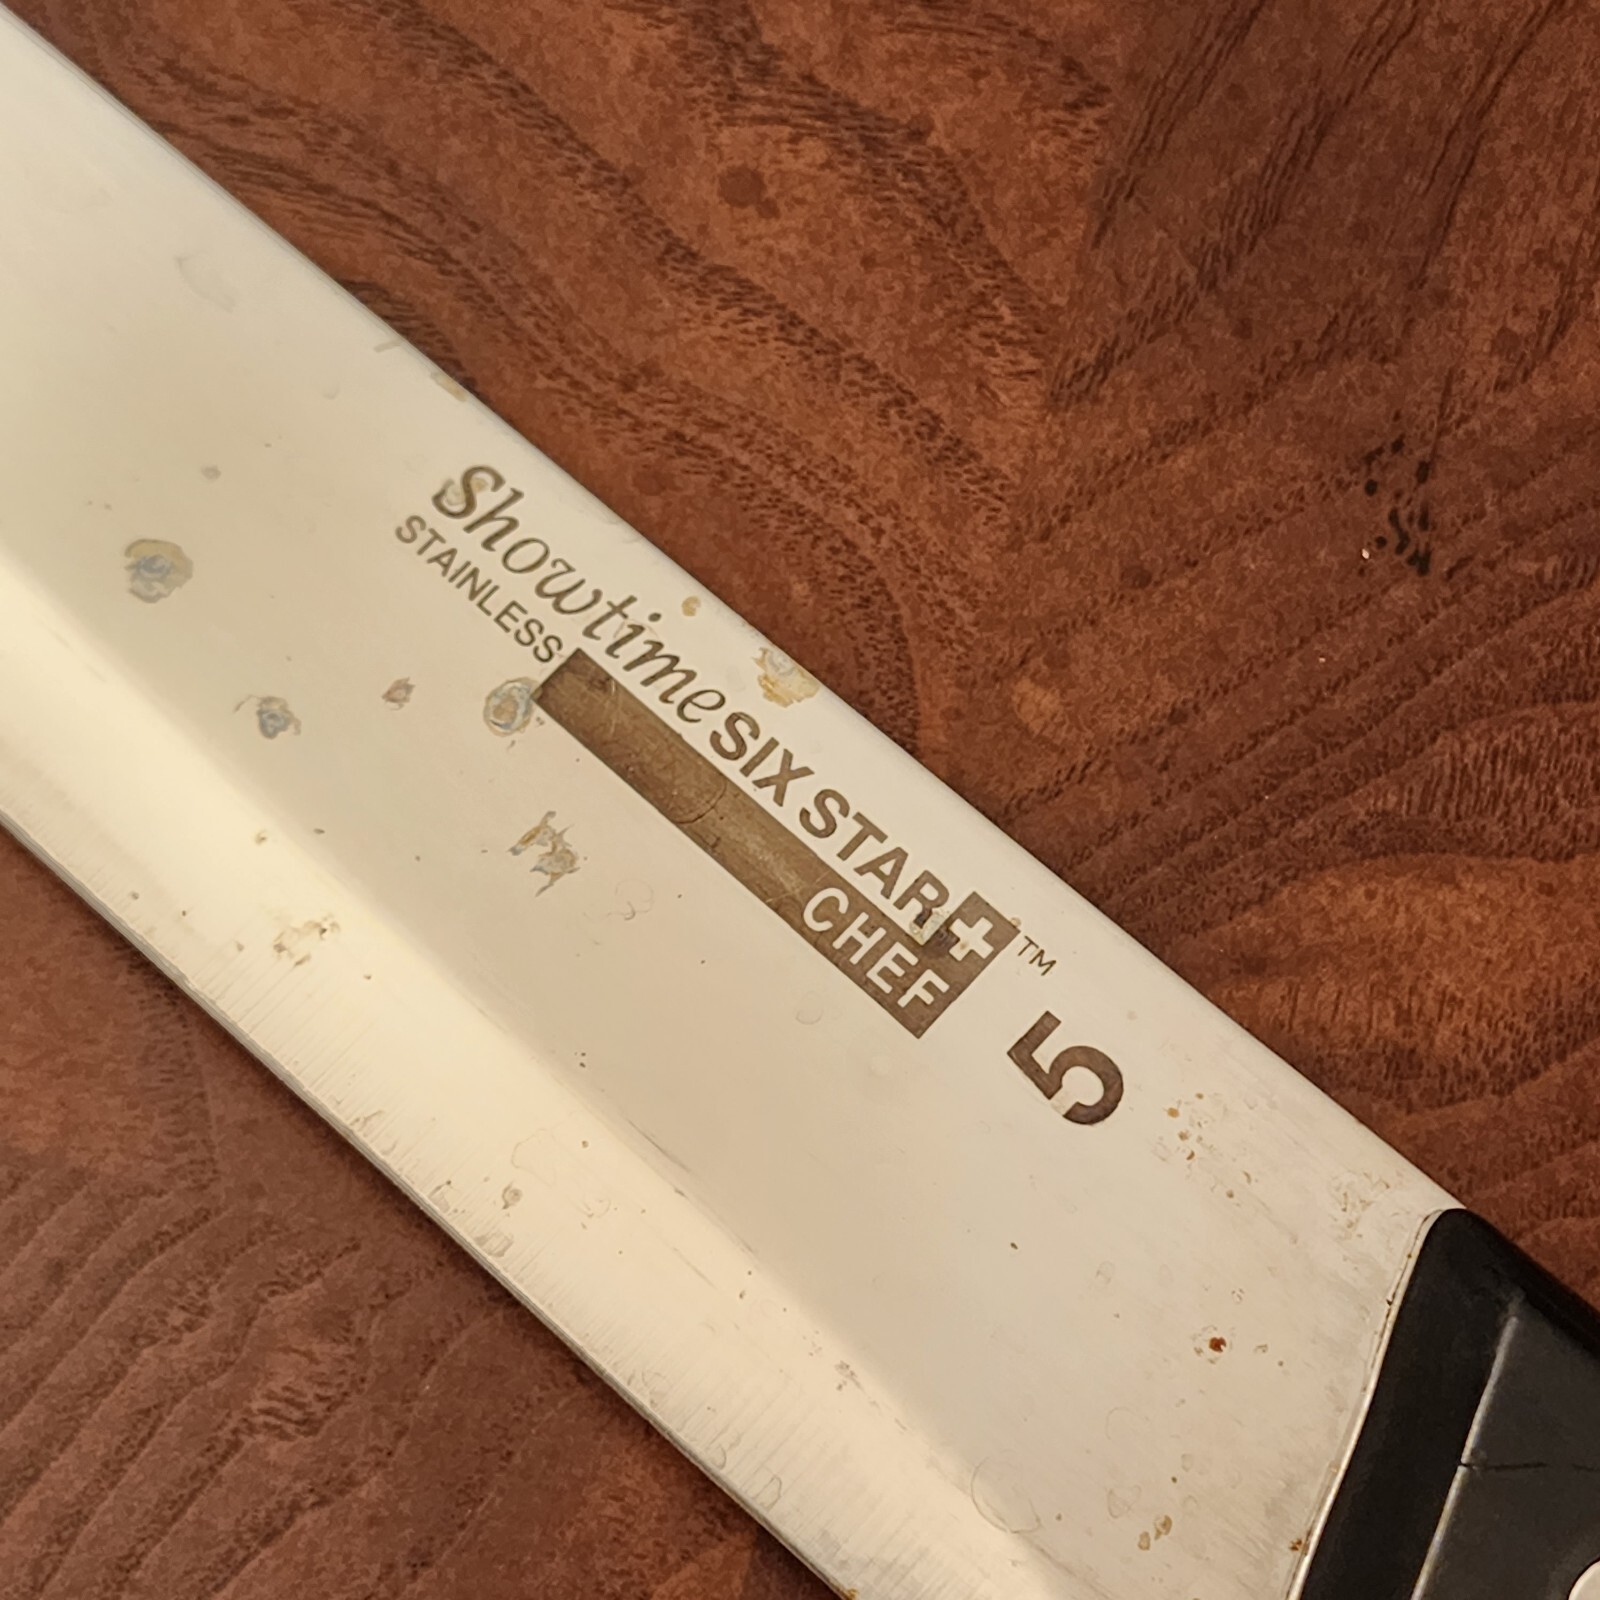 Showtime SIX STAR+™
STAINLESS
CHEF
5